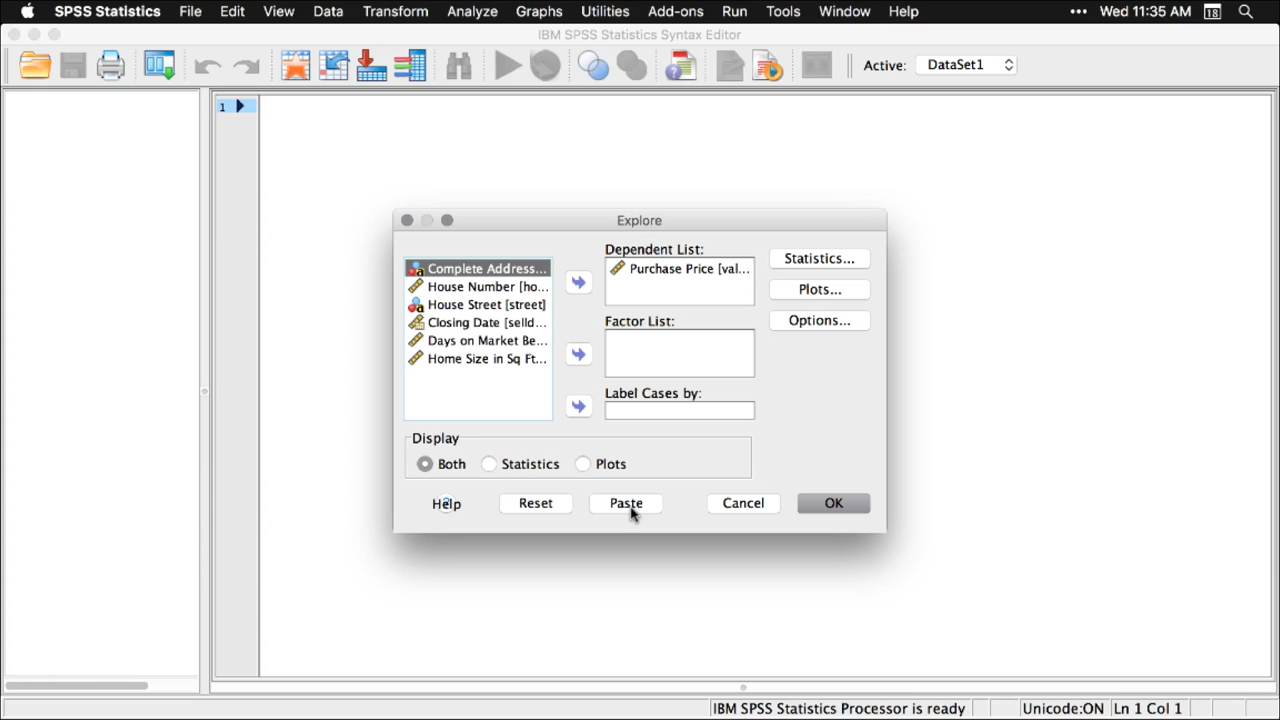 SPSS Statistics File Edit View Data Transform Analyze Graphs Utilities Add-ons Run Tools Window Help ••• Wed 11:35 AM 18
IBM SPSS Statistics Syntax Editor
Active: DataSet1
1
Explore
Complete Address...
House Number [ho...
House Street [street]
Closing Date [selld...
Days on Market Be...
Home Size in Sq Ft...
Dependent List:
Purchase Price [val...
Factor List:
Label Cases by:
Statistics...
Plots...
Options...
Display
Both Statistics Plots
Help Reset Paste Cancel OK
IBM SPSS Statistics Processor is ready Unicode:ON Ln 1 Col 1